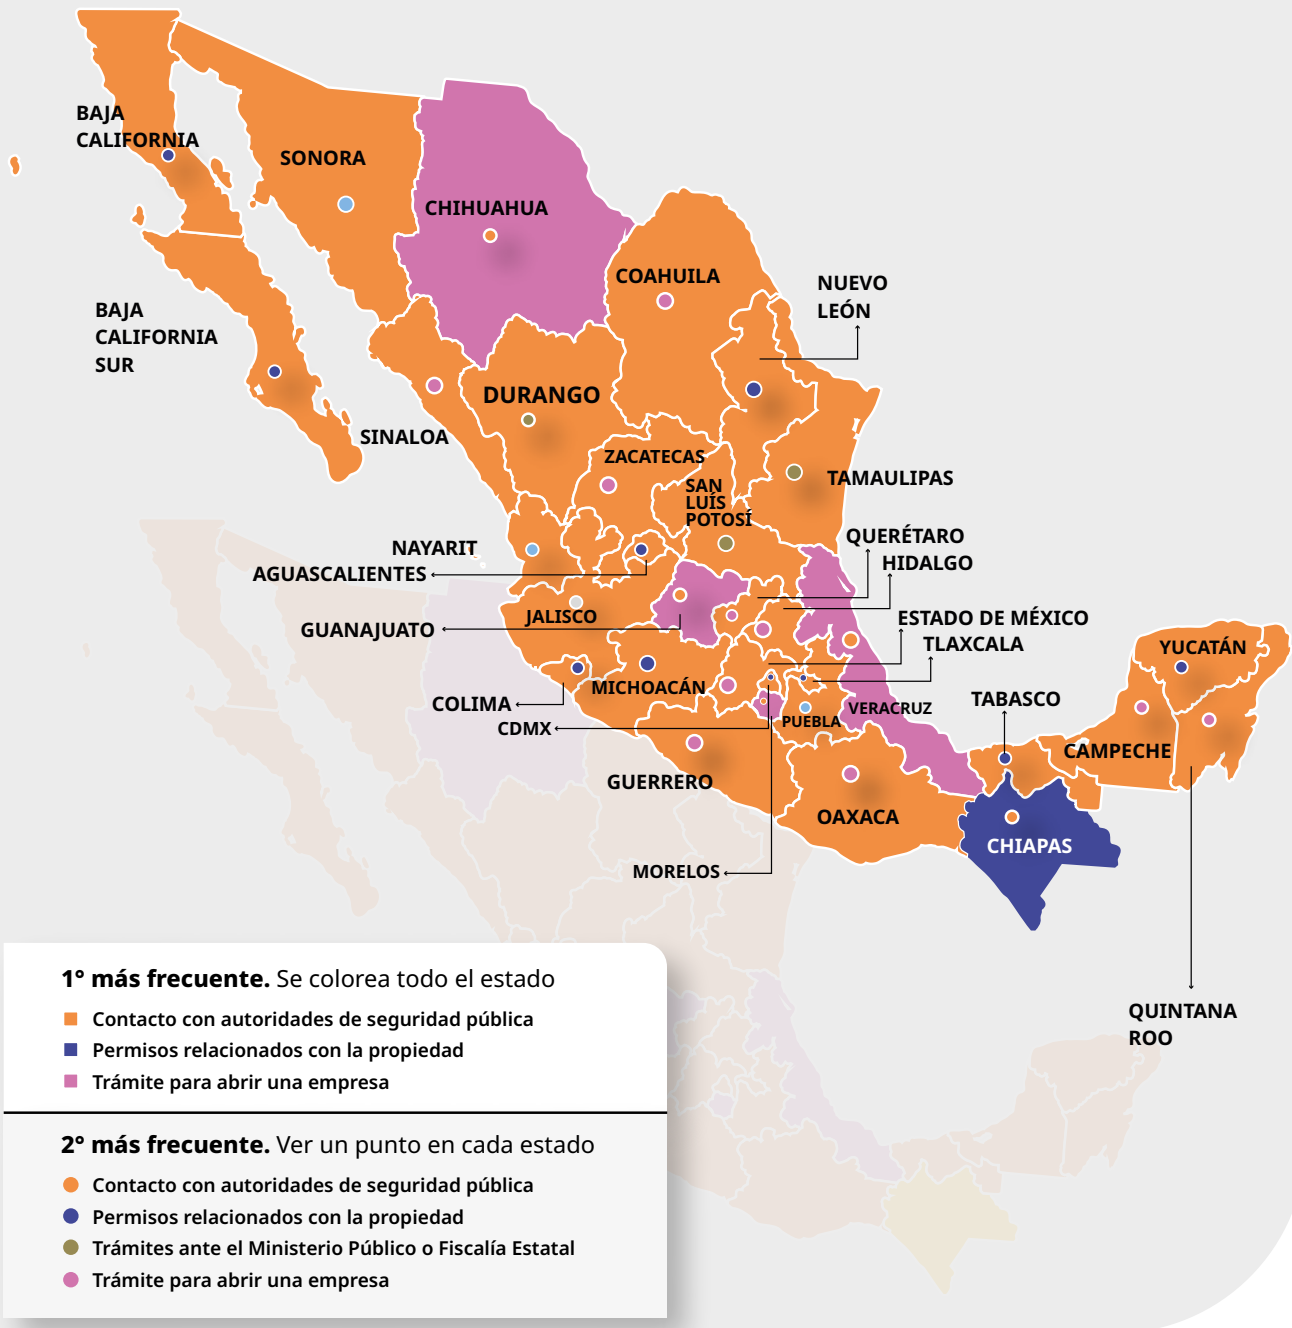 BAJA
CALIFORNIA
SONORA
CHIHUAHUA
COAHUILA
NUEVO
LEÓN
BAJA
CALIFORNIA
SUR
DURANGO
SINALOA
ZACATECAS
SAN
LUÍS
POTOSÍ
TAMAULIPAS
NAYARIT
QUERÉTARO
HIDALGO
AGUASCALIENTES
ESTADO DE MÉXICO
JALISCO
GUANAJUATO
TLAXCALA
YUCATÁN
MICHOACÁN
COLIMA
TABASCO
VERACRUZ
PUEBLA
CDMX
CAMPECHE
GUERRERO
OAXACA
CHIAPAS
MORELOS
QUINTANA
ROO
1° más frecuente. Se colorea todo el estado
Contacto con autoridades de seguridad pública
Permisos relacionados con la propiedad
Trámite para abrir una empresa
2° más frecuente. Ver un punto en cada estado
Contacto con autoridades de seguridad pública
Permisos relacionados con la propiedad
Trámites ante el Ministerio Público o Fiscalía Estatal
Trámite para abrir una empresa